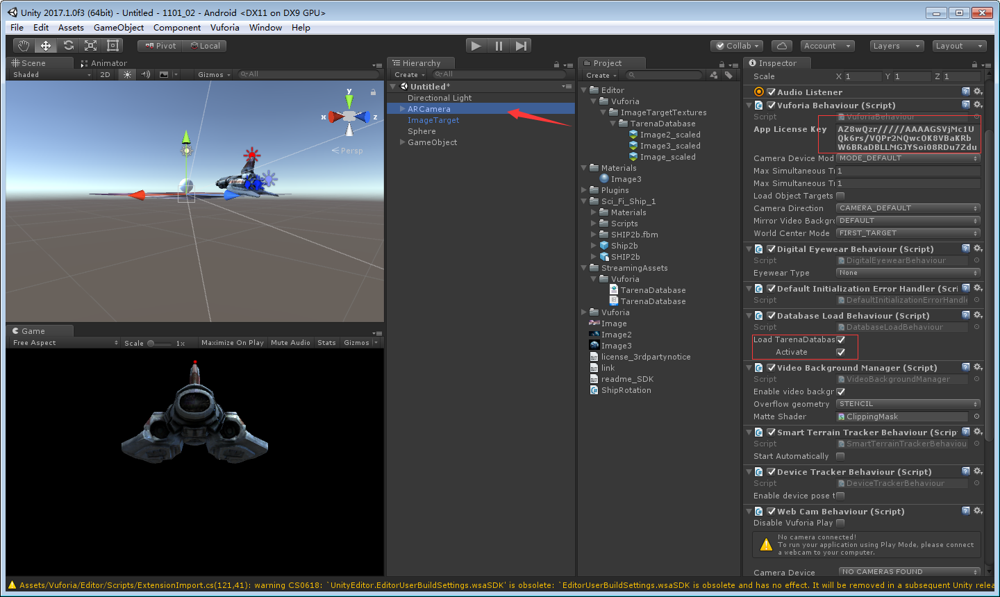 Unity 2017.1.0f3 (64bit) - Untitled - 1101_02 - Android <DX11 on DX9 GPU>
File Edit Assets GameObject Component Vuforia Window Help
Pivot Local Collab Account Layers Layout
Scene Animator
Shaded 2D Gizmos All
y
x z
Persp
Game
Free Aspect Scale 1x Maximize On Play Mute Audio Stats Gizmos
Hierarchy
Create All
Untitled*
Directional Light
ARCamera
ImageTarget
Sphere
GameObject
Project
Create
Editor
Vuforia
ImageTargetTextures
TarenaDatabase
Image2_scaled
Image3_scaled
Image_scaled
Materials
Image3
Plugins
Sci_Fi_Ship_1
Materials
Scripts
SHIP2b.fbm
Ship2b
SHIP2b
StreamingAssets
Vuforia
TarenaDatabase
TarenaDatabase
Vuforia
Image
Image2
Image3
license_3rdpartynotice
link
readme_SDK
ShipRotation
Inspector
Scale X 1 Y 1 Z 1
Audio Listener
Vuforia Behaviour (Script)
Script VuforiaBehaviour
App License Key AZ8wQzr/////AAAAGSVjMc1U
Qk6rs/VQPr2NQwcOK8VBaKRb
W6BRaDBLLMGJYSoi08RDu7Zdu
Camera Device Mod MODE_DEFAULT
Max Simultaneous Tr 1
Max Simultaneous Tr 1
Load Object Targets
Camera Direction CAMERA_DEFAULT
Mirror Video Backgro DEFAULT
World Center Mode FIRST_TARGET
Digital Eyewear Behaviour (Script)
Script DigitalEyewearBehaviour
Eyewear Type None
Default Initialization Error Handler (Scri
Script DefaultInitializationErrorHandle
Database Load Behaviour (Script)
Script DatabaseLoadBehaviour
Load TarenaDatabas
Activate
Video Background Manager (Script)
Script VideoBackgroundManager
Enable video backgr
Overflow geometry STENCIL
Matte Shader ClippingMask
Smart Terrain Tracker Behaviour (Scrip
Script SmartTerrainTrackerBehaviou
Start Automatically
Device Tracker Behaviour (Script)
Script DeviceTrackerBehaviour
Enable device pose t
Web Cam Behaviour (Script)
Disable Vuforia Play
No camera connected!
To run your application using Play Mode, please connect
a webcam to your computer.
Camera Device NO CAMERAS FOUND
Assets/Vuforia/Editor/Scripts/ExtensionImport.cs(121,41): warning CS0618: `UnityEditor.EditorUserBuildSettings.wsaSDK' is obsolete: `EditorUserBuildSettings.wsaSDK is obsolete and has no effect. It will be removed in a subsequent Unity relea